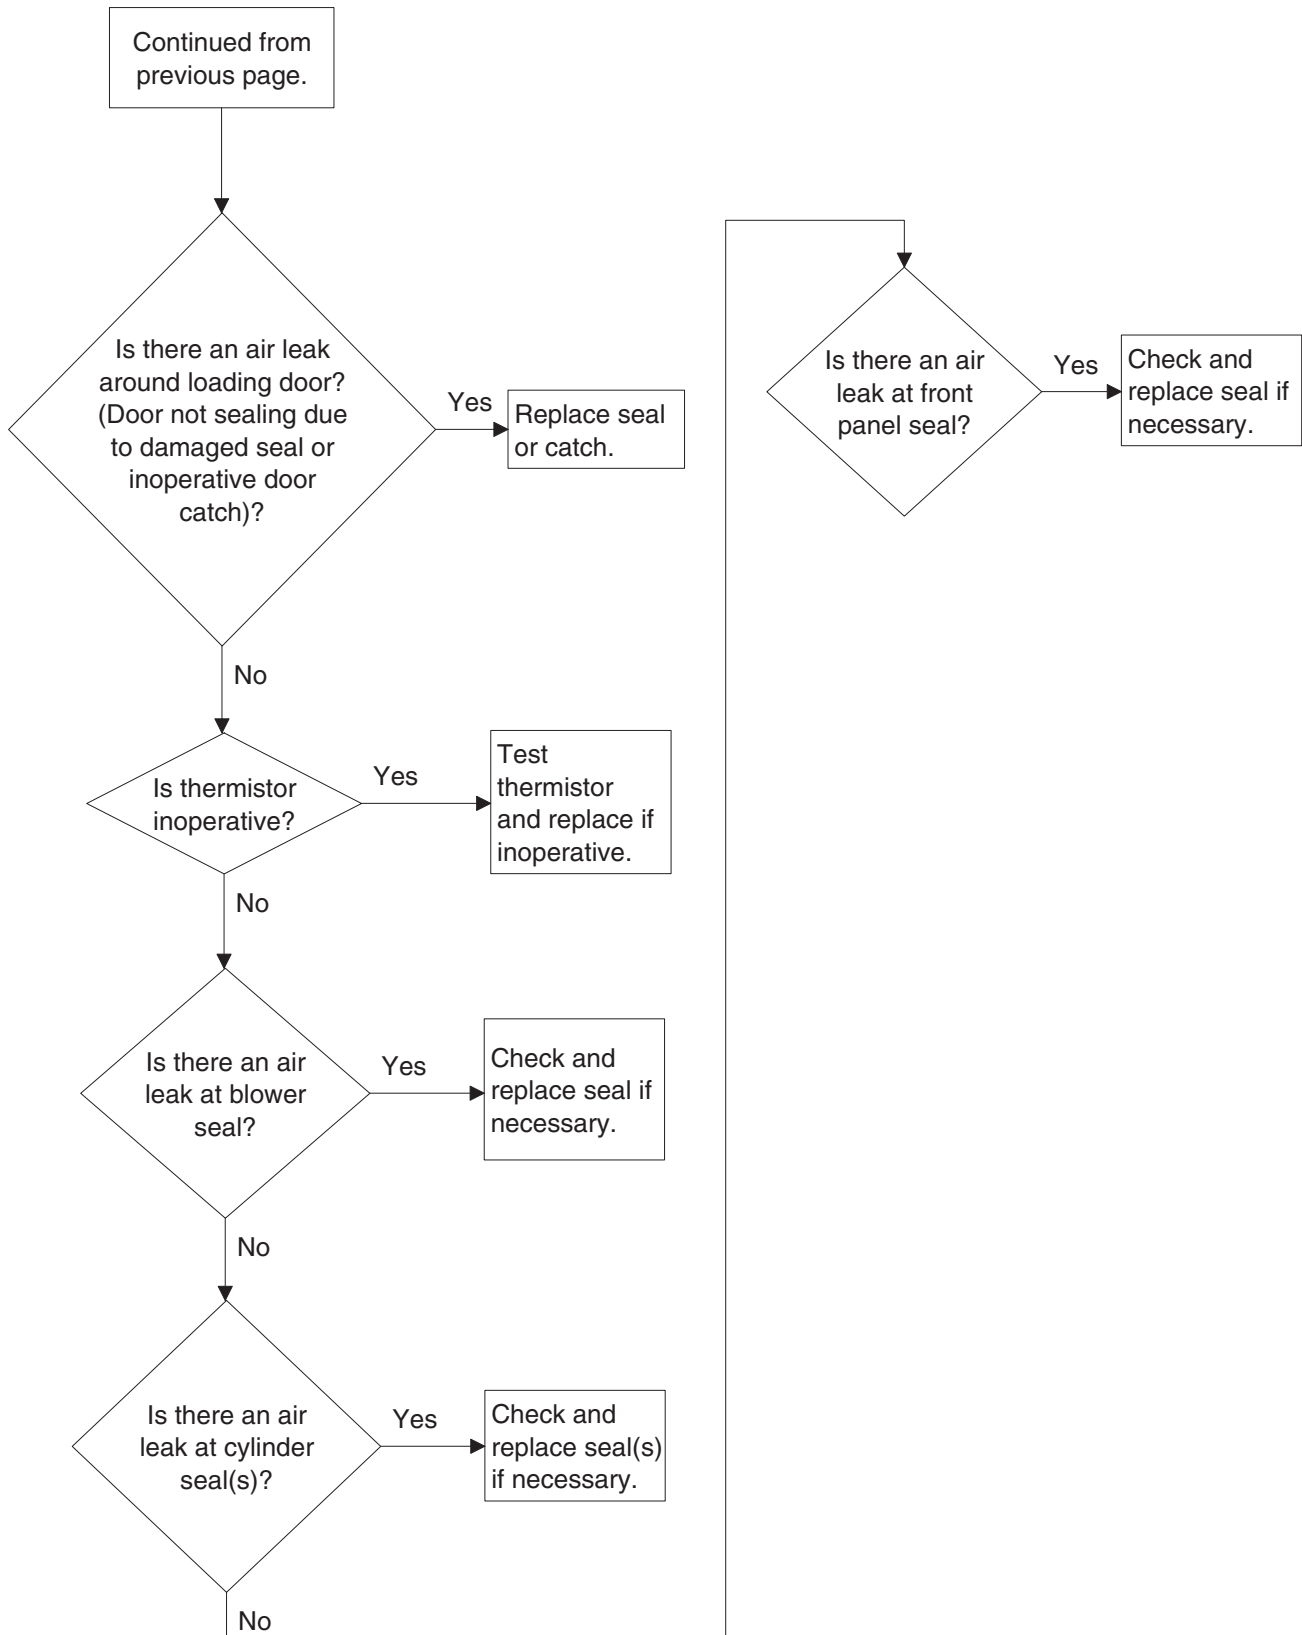 Continued from
previous page.
Is there an air leak
around loading door?
(Door not sealing due
to damaged seal or
inoperative door
catch)?
Yes
Replace seal
or catch.
No
Is thermistor
inoperative?
Yes
Test
thermistor
and replace if
inoperative.
No
Is there an air
leak at blower
seal?
Yes
Check and
replace seal if
necessary.
No
Is there an air
leak at cylinder
seal(s)?
Yes
Check and
replace seal(s)
if necessary.
No
Is there an air
leak at front
panel seal?
Yes
Check and
replace seal if
necessary.